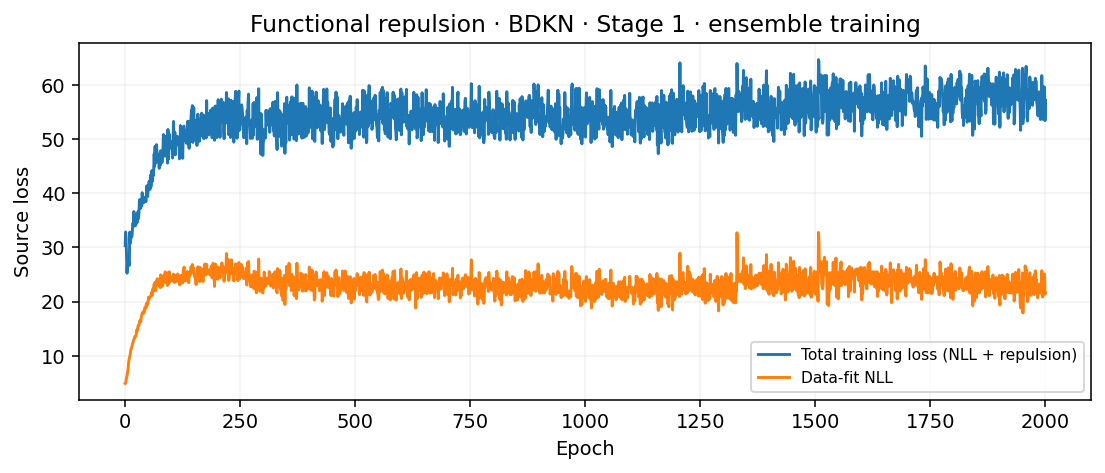 Functional repulsion · BDKN · Stage 1 · ensemble training
Source loss
60
50
40
30
20
10
Total training loss (NLL + repulsion)
Data-fit NLL
0 250 500 750 1000 1250 1500 1750 2000
Epoch